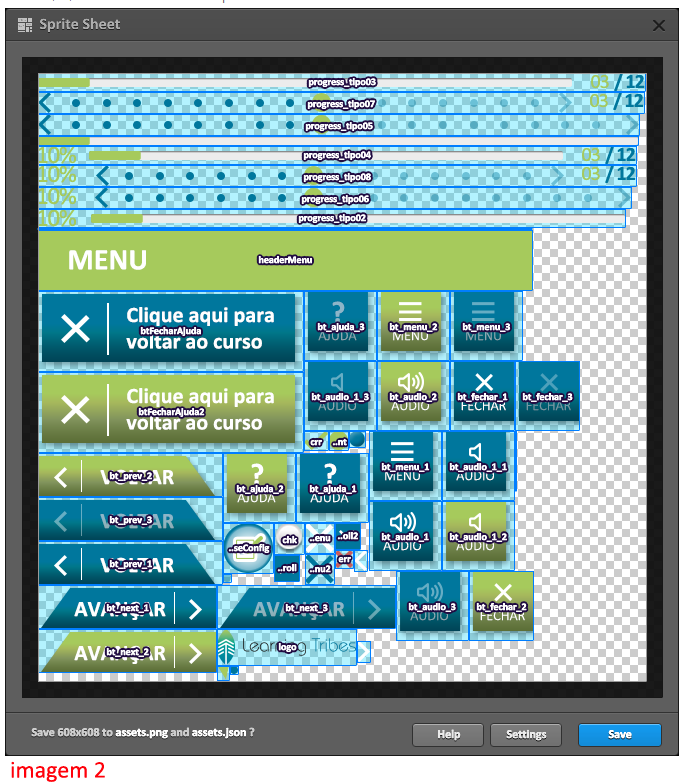 Sprite Sheet
progress_tipo03
03 / 12
progress_tipo07
03 / 12
progress_tipo05
10%
progress_tipo04
03 / 12
10%
progress_tipo08
03 / 12
10%
progress_tipo06
10%
progress_tipo02
MENU
headerMenu
Clique aqui para
btFecharAjuda
voltar ao curso
?
bt_ajuda_3
AJUDA
bt_menu_2
MENU
bt_menu_3
MENU
Clique aqui para
btFecharAjuda2
voltar ao curso
bt_audio_1_3
AUDIO
bt_audio_2
AUDIO
bt_fechar_1
FECHAR
bt_fechar_3
FECHAR
crr
..nt
bt_menu_1
MENU
bt_audio_1_1
AUDIO
VOLTAR
bt_prev_2
?
bt_ajuda_2
AJUDA
?
bt_ajuda_1
AJUDA
bt_prev_3
bt_audio_1
AUDIO
bt_audio_1_2
AUDIO
..seConfig
chk
..enu
..oll2
VOLTAR
bt_prev_1
..roll
..nu2
err
AVANÇAR
bt_next_1
AVANÇAR
bt_next_3
bt_audio_3
AUDIO
bt_fechar_2
FECHAR
AVANÇAR
bt_next_2
Learning Tribes
logo
Save 608x608 to assets.png and assets.json ?
Help
Settings
Save
imagem 2